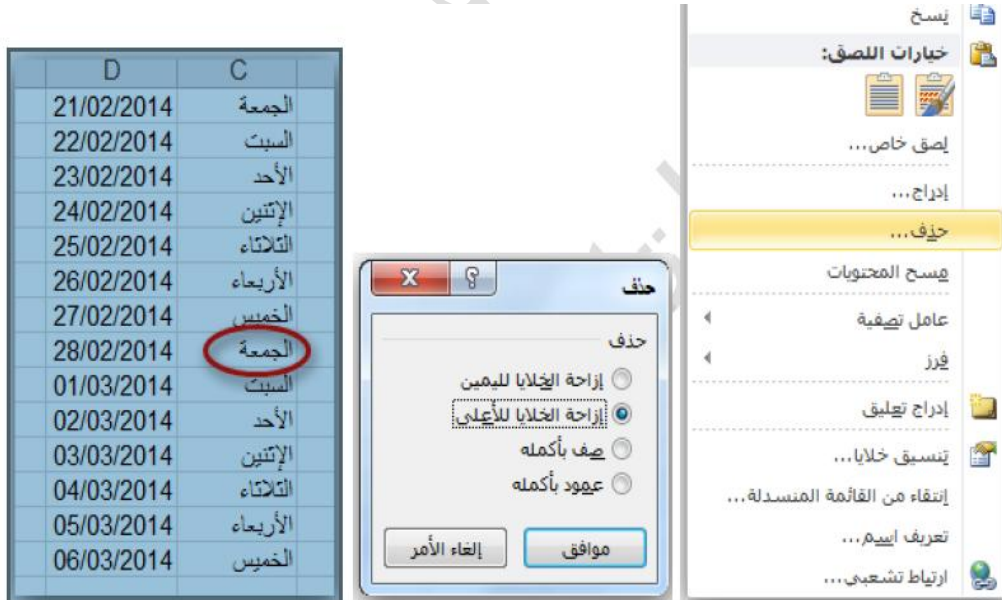 نسخ
خيارات اللصق:
لصق خاص...
إدراج...
حذف...
مسح المحتويات
عامل تصفية
فرز
إدراج تعليق
تنسيق خلايا...
إنتقاء من القائمة المنسدلة...
تعريف اسم...
ارتباط تشعبي...
حذف
حذف
إزاحة الخلايا لليمين
إزاحة الخلايا للأعلى
صف بأكمله
عمود بأكمله
موافق إلغاء الأمر
C D
الجمعة 21/02/2014
السبت 22/02/2014
الأحد 23/02/2014
الإثنين 24/02/2014
الثلاثاء 25/02/2014
الأربعاء 26/02/2014
الخميس 27/02/2014
الجمعة 28/02/2014
السبت 01/03/2014
الأحد 02/03/2014
الإثنين 03/03/2014
الثلاثاء 04/03/2014
الأربعاء 05/03/2014
الخميس 06/03/2014